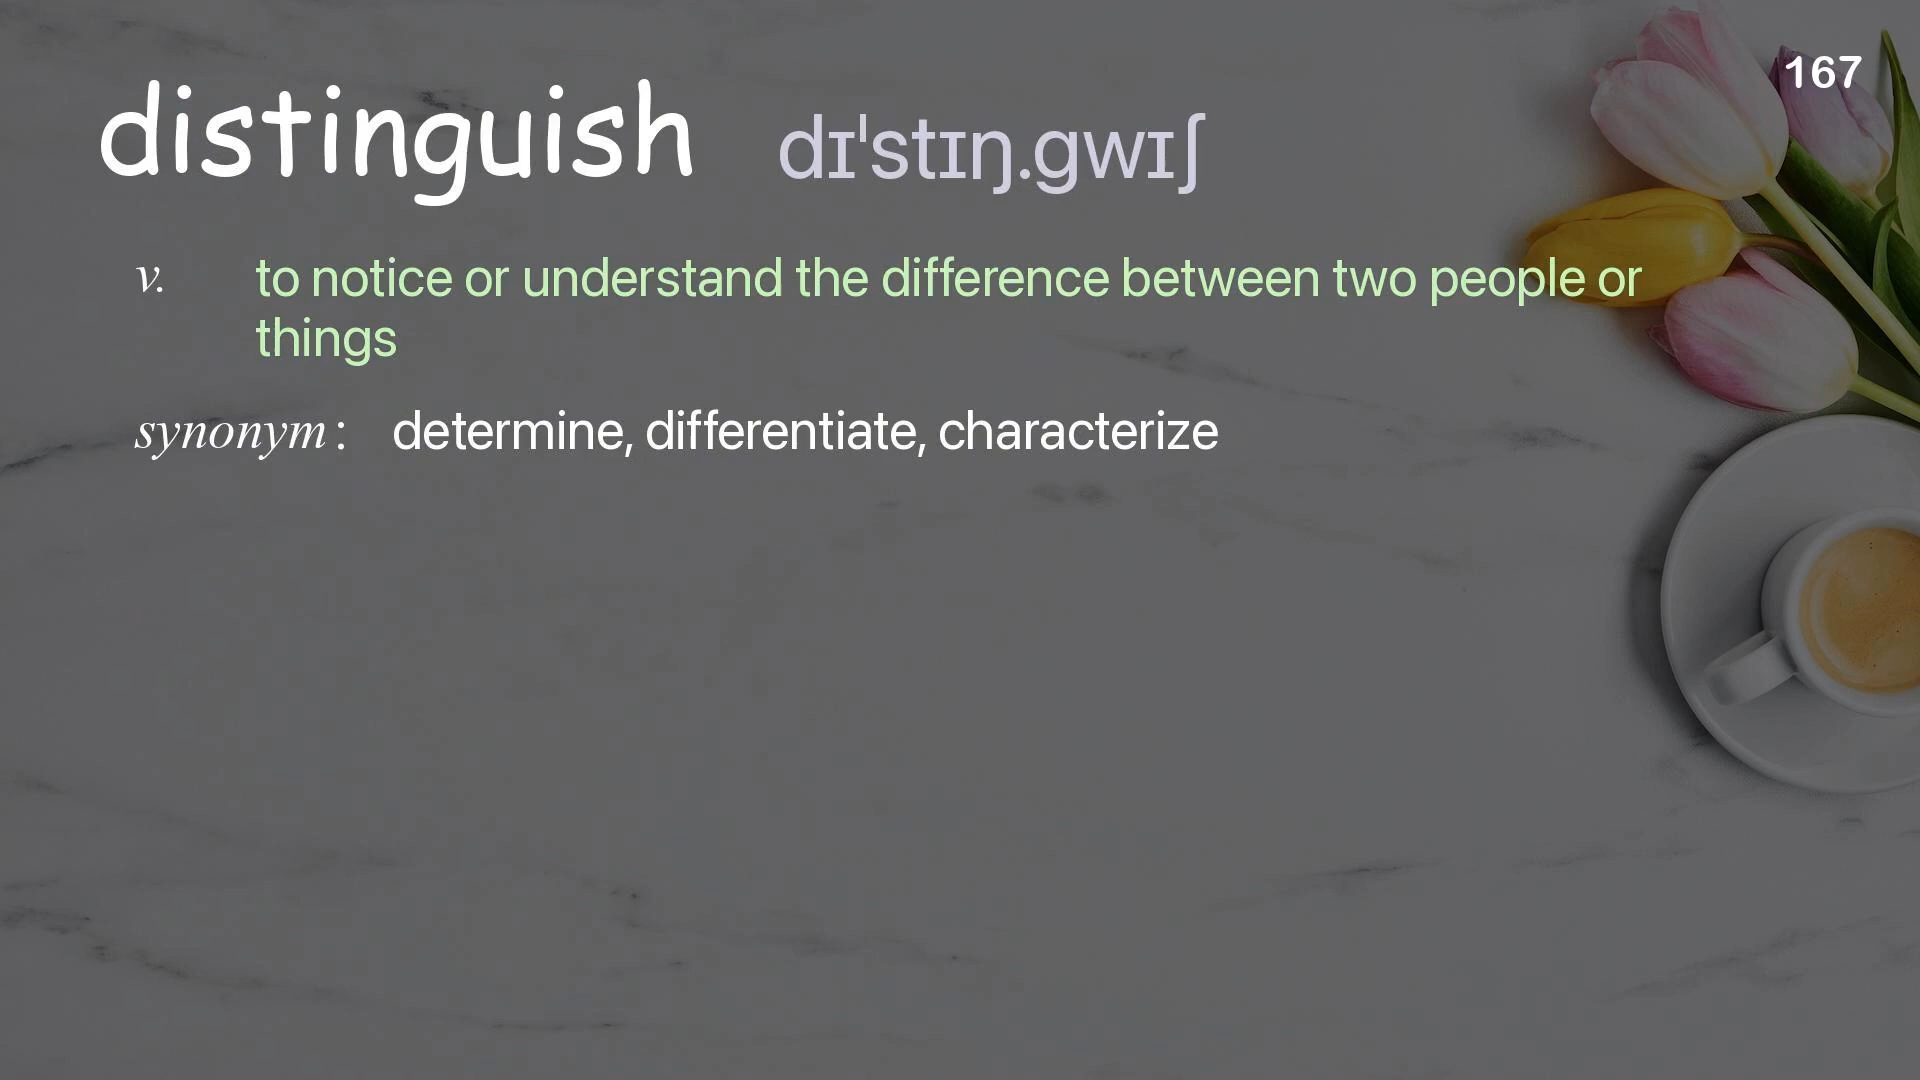 167
distinguish dɪˈstɪŋ.gwɪʃ
v. to notice or understand the difference between two people or
things
synonym: determine, differentiate, characterize